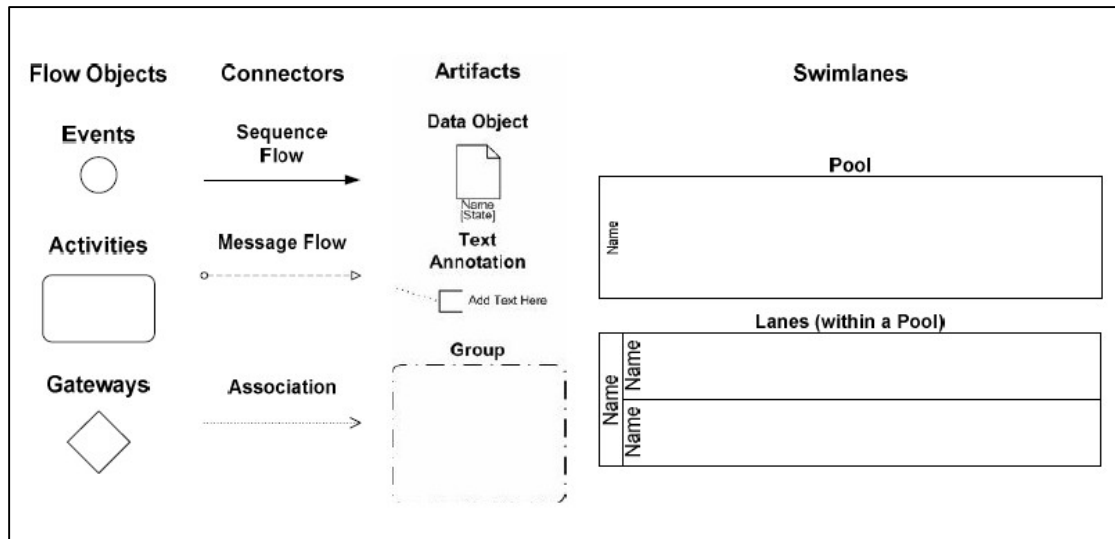 Flow Objects
Connectors
Artifacts
Swimlanes
Events
Activities
Gateways
Sequence
Flow
Message Flow
Association
Data Object
Name
[State]
Text
Annotation
Add Text Here
Group
Pool
Name
Lanes (within a Pool)
Name
Name
Name